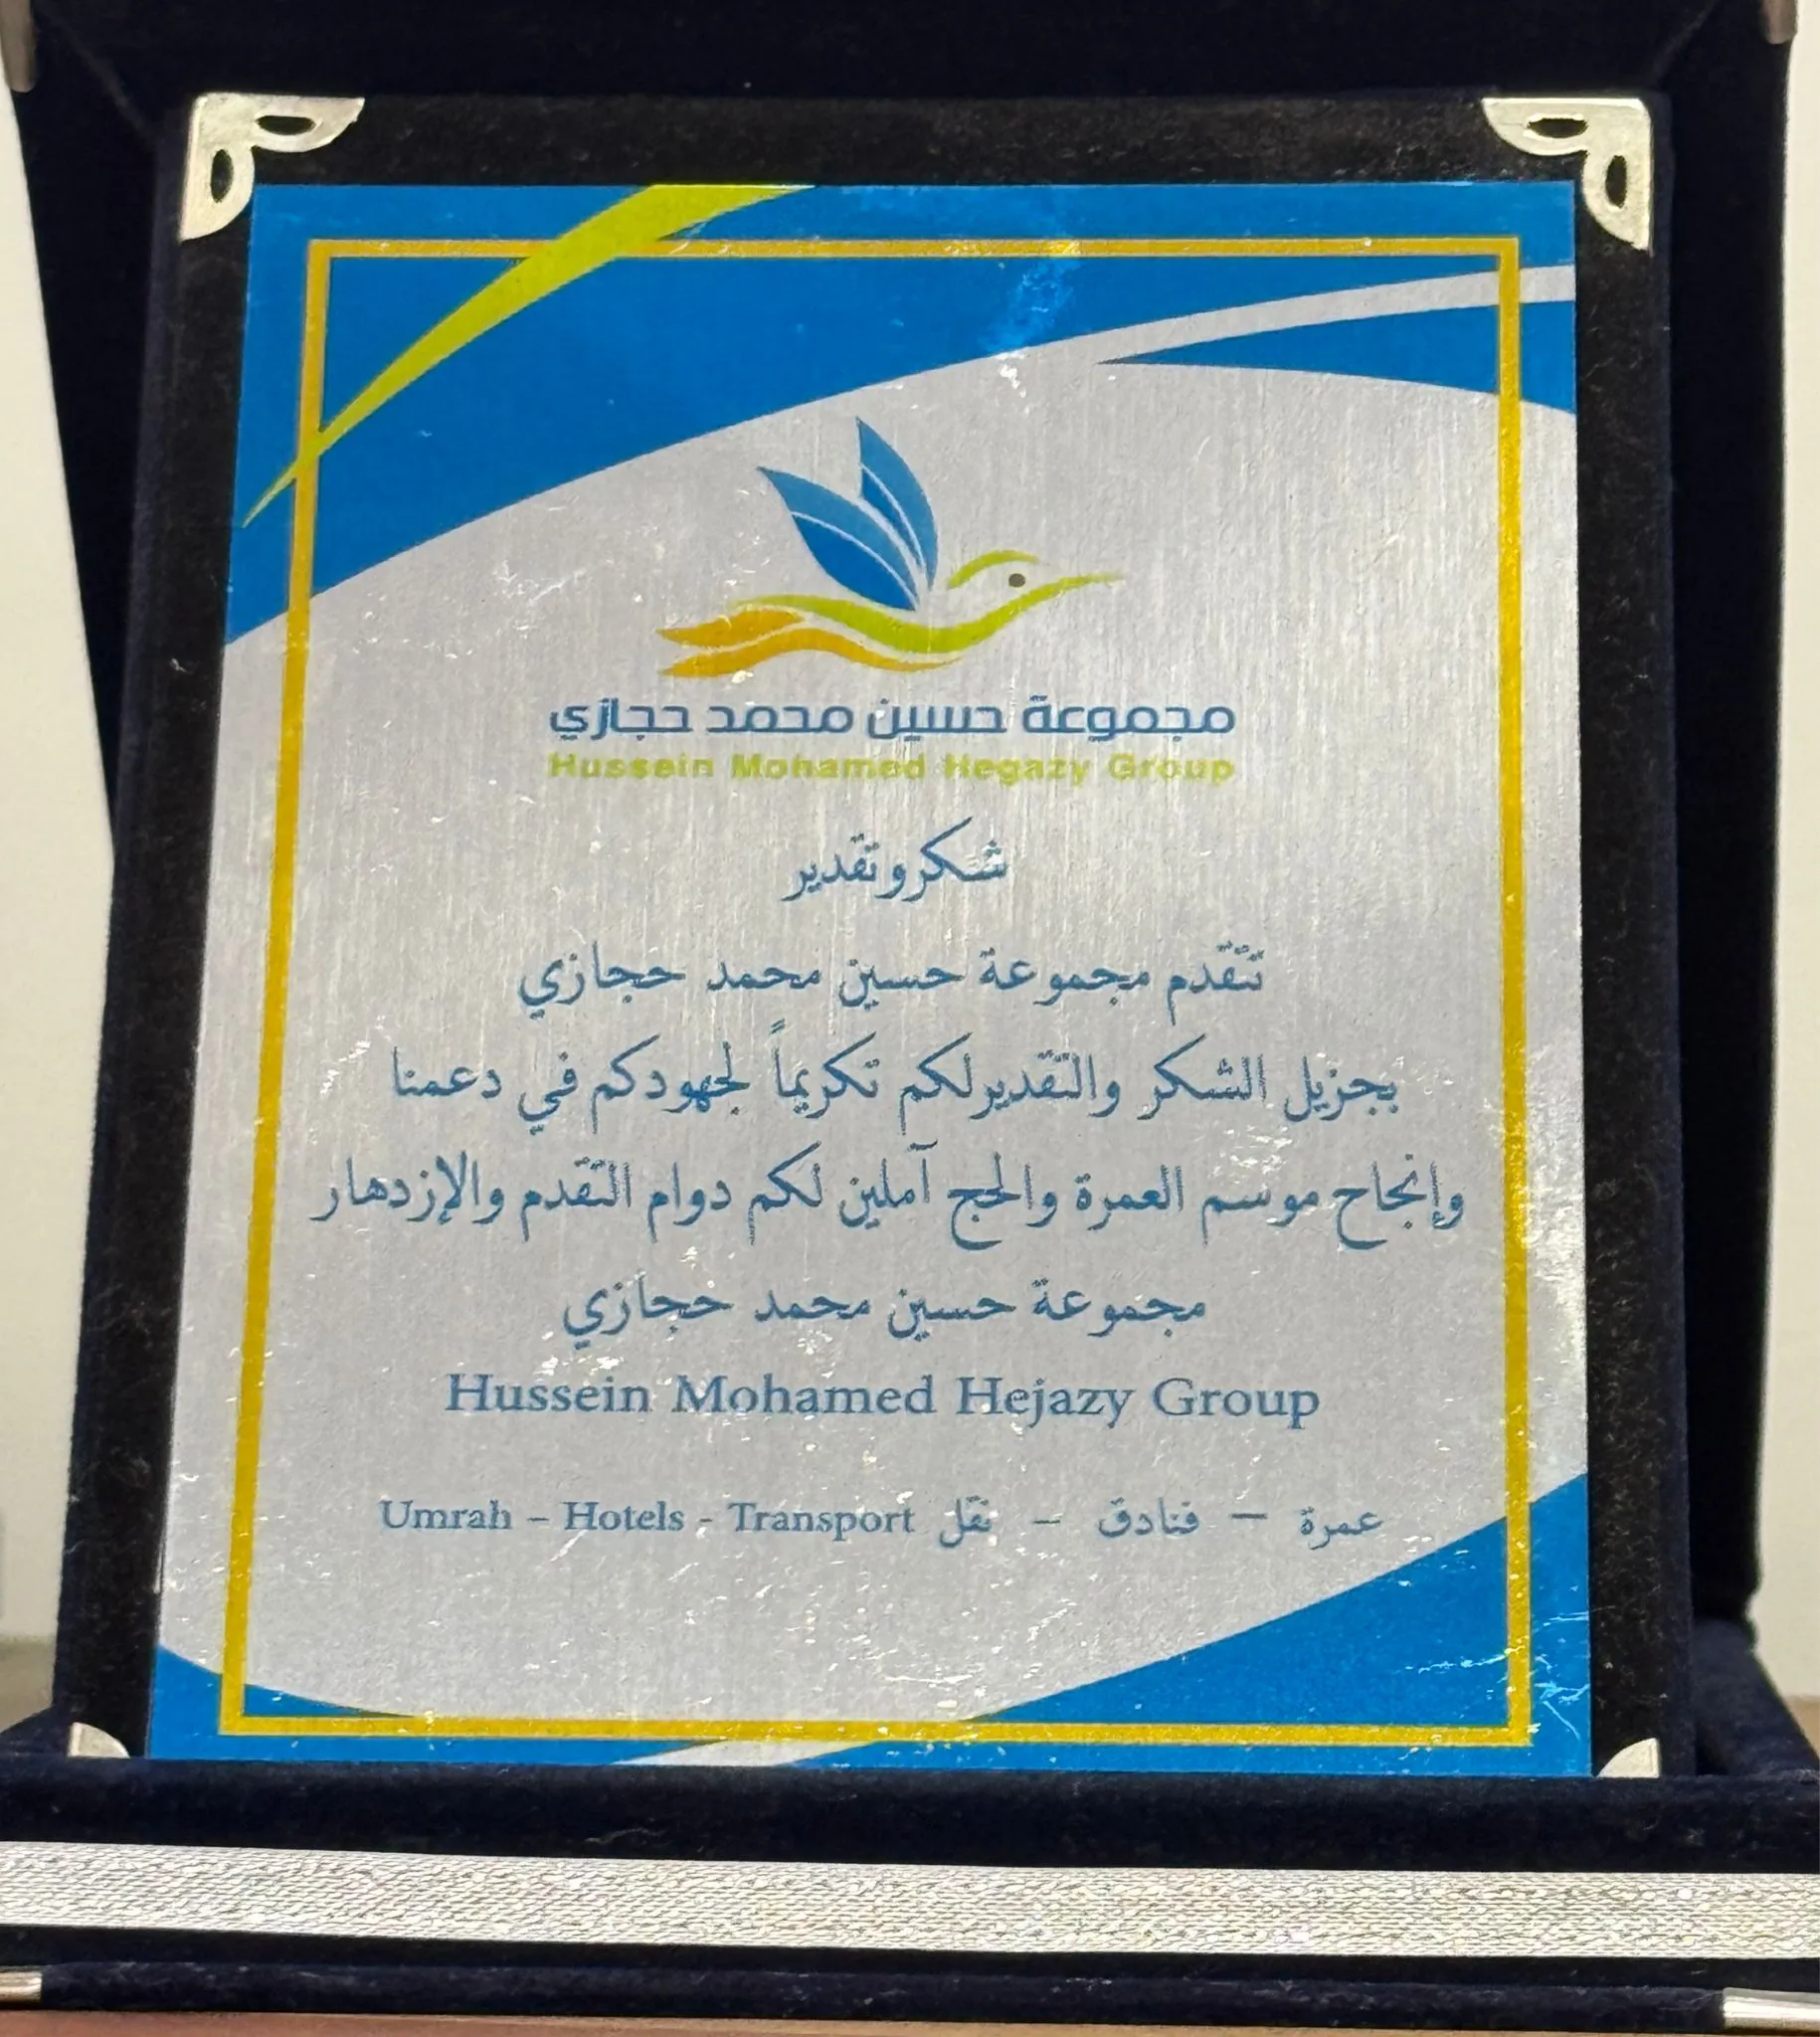 مجموعة حسين محمد حجازي
Hussein Mohamed Hegazy Group
شكر وتقدير
تتقدم مجموعة حسين محمد حجازي
بجزيل الشكر والتقدير لكم تكريماً لجهودكم في دعمنا
وإنجاح موسم العمرة والحج آملين لكم دوام التقدم والإزدهار
مجموعة حسين محمد حجازي
Hussein Mohamed Hejazy Group
عمرة – فنادق – نقل Umrah – Hotels - Transport